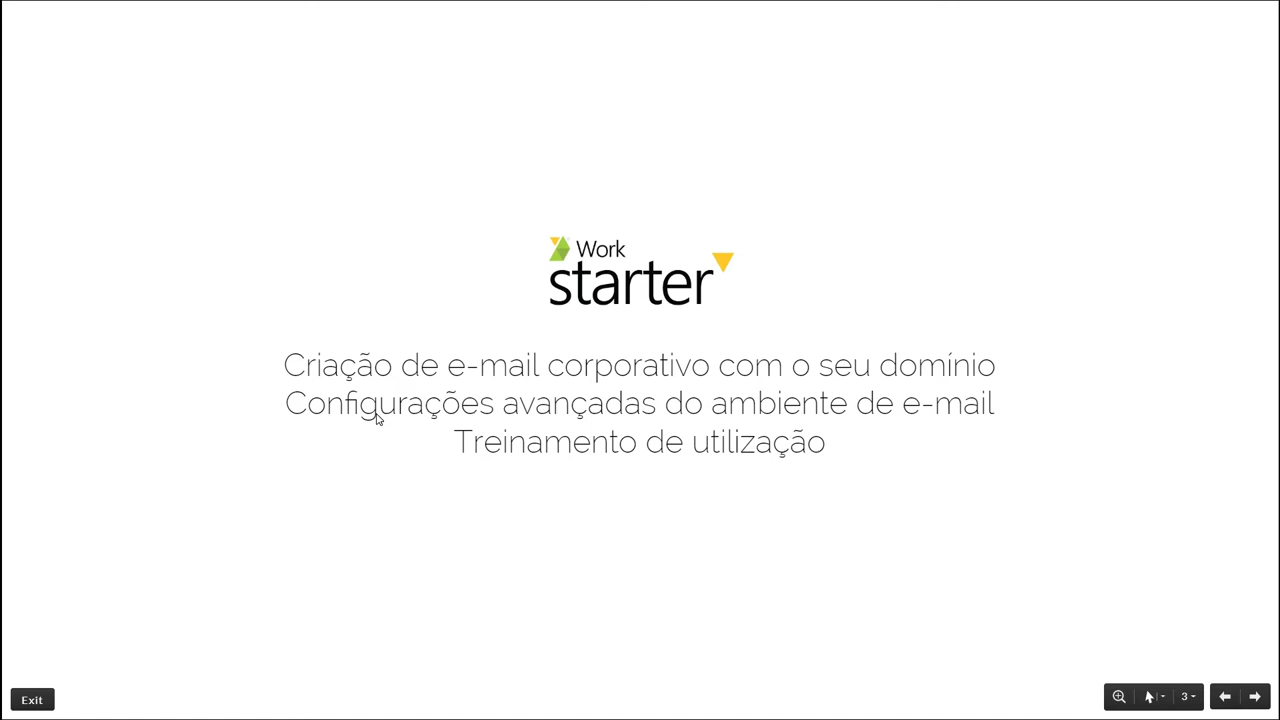 Work
starter
Criação de e-mail corporativo com o seu domínio
Configurações avançadas do ambiente de e-mail
Treinamento de utilização
Exit
3